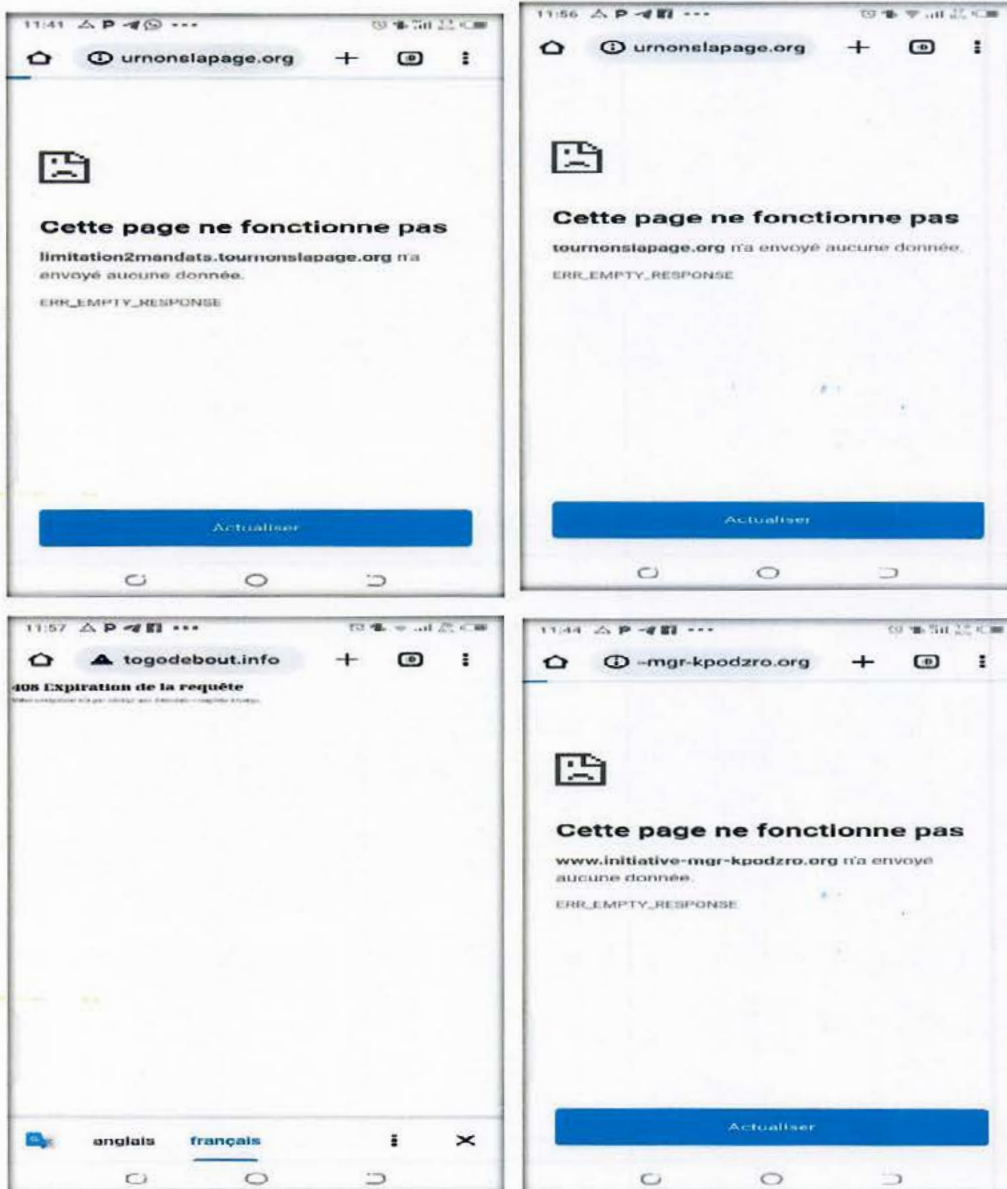 11:41
urnonslapage.org
Cette page ne fonctionne pas
limitation2mandats.tournonslapage.org n'a
envoyé aucune donnée.
ERR_EMPTY_RESPONSE
Actualiser
11:56
urnonslapage.org
Cette page ne fonctionne pas
tournonslapage.org n'a envoyé aucune donnée.
ERR_EMPTY_RESPONSE
Actualiser
11:57
togodebout.info
408 Expiration de la requête
anglais français
11:44
-mgr-kpodzro.org
Cette page ne fonctionne pas
www.initiative-mgr-kpodzro.org n'a envoyé
aucune donnée.
ERR_EMPTY_RESPONSE
Actualiser